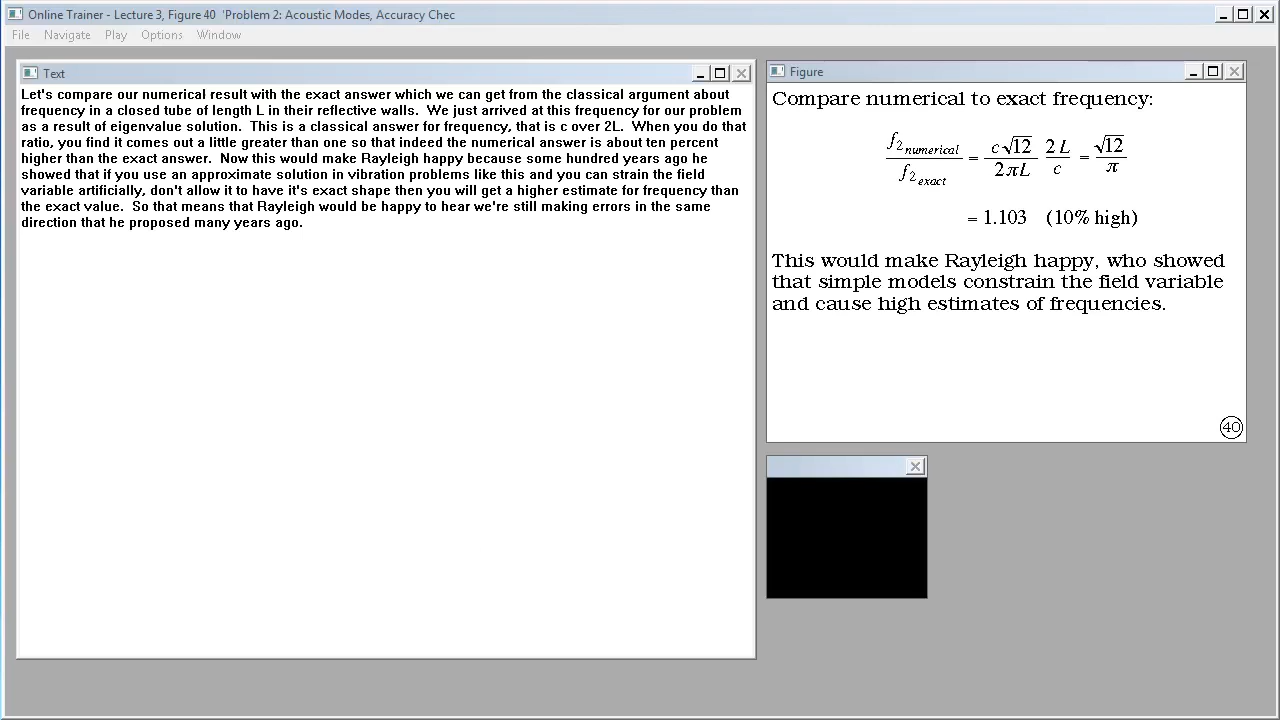 Online Trainer - Lecture 3, Figure 40 'Problem 2: Acoustic Modes, Accuracy Chec
File Navigate Play Options Window
Text
Let's compare our numerical result with the exact answer which we can get from the classical argument about
frequency in a closed tube of length L in their reflective walls. We just arrived at this frequency for our problem
as a result of eigenvalue solution. This is a classical answer for frequency, that is c over 2L. When you do that
ratio, you find it comes out a little greater than one so that indeed the numerical answer is about ten percent
higher than the exact answer. Now this would make Rayleigh happy because some hundred years ago he
showed that if you use an approximate solution in vibration problems like this and you can strain the field
variable artificially, don't allow it to have it's exact shape then you will get a higher estimate for frequency than
the exact value. So that means that Rayleigh would be happy to hear we're still making errors in the same
direction that he proposed many years ago.
Figure
Compare numerical to exact frequency:
f2 numerical / f2 exact = c√12 / 2πL 2L / c = √12 / π
= 1.103 (10% high)
This would make Rayleigh happy, who showed
that simple models constrain the field variable
and cause high estimates of frequencies.
40